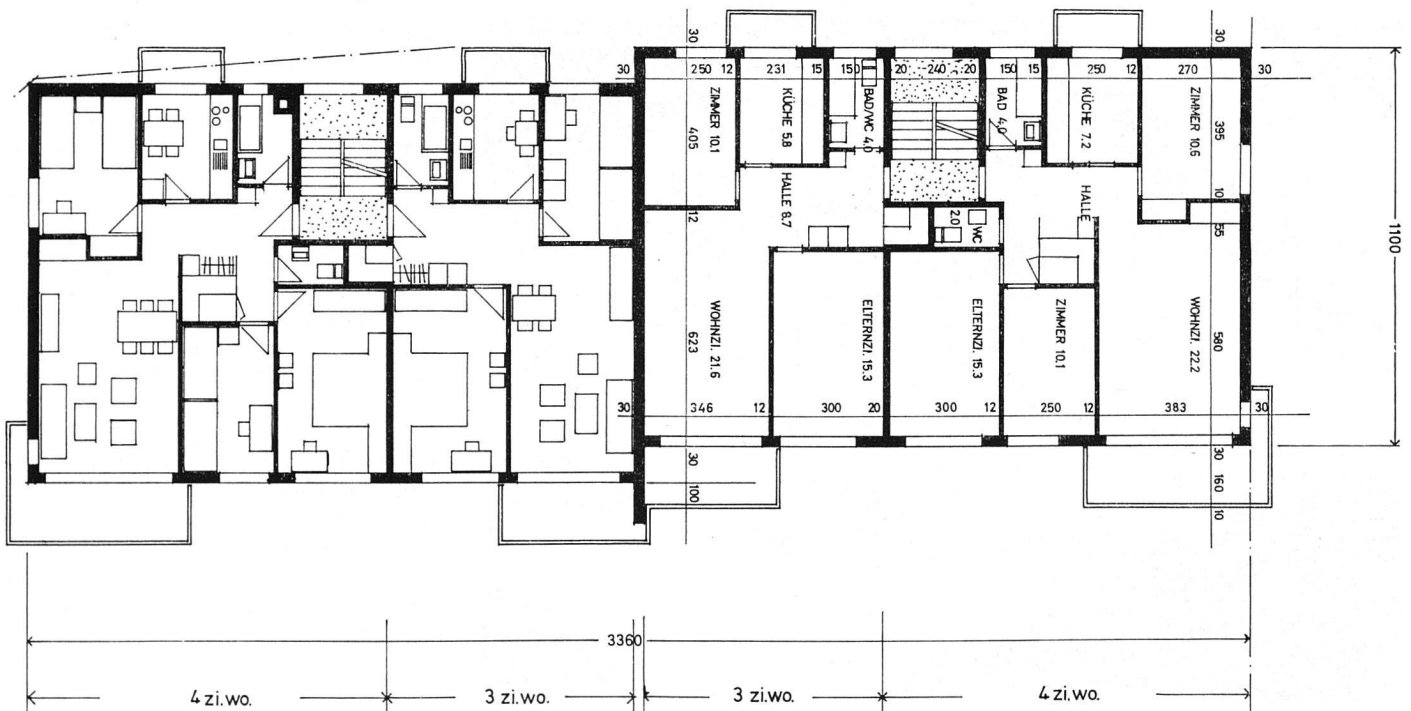 30
30
30
250
12
231
15
150
20
240
20
150
15
250
12
270
30
ZIMMER 10.1
KÜCHE 5.8
BAD/WC 4.0
BAD 4.0
KÜCHE 7.2
ZIMMER 10.6
405
395
10
12
HALLE 8.7
2.0 WC
HALLE
55
1100
WOHNZI. 21.6
ELTERNZI. 15.3
ELTERNZI. 15.3
ZIMMER 10.1
WOHNZI. 22.2
623
580
30
346
12
300
20
300
12
250
12
383
30
30
100
30
160
10
3360
4 zi.wo.
3 zi.wo.
3 zi.wo.
4 zi.wo.